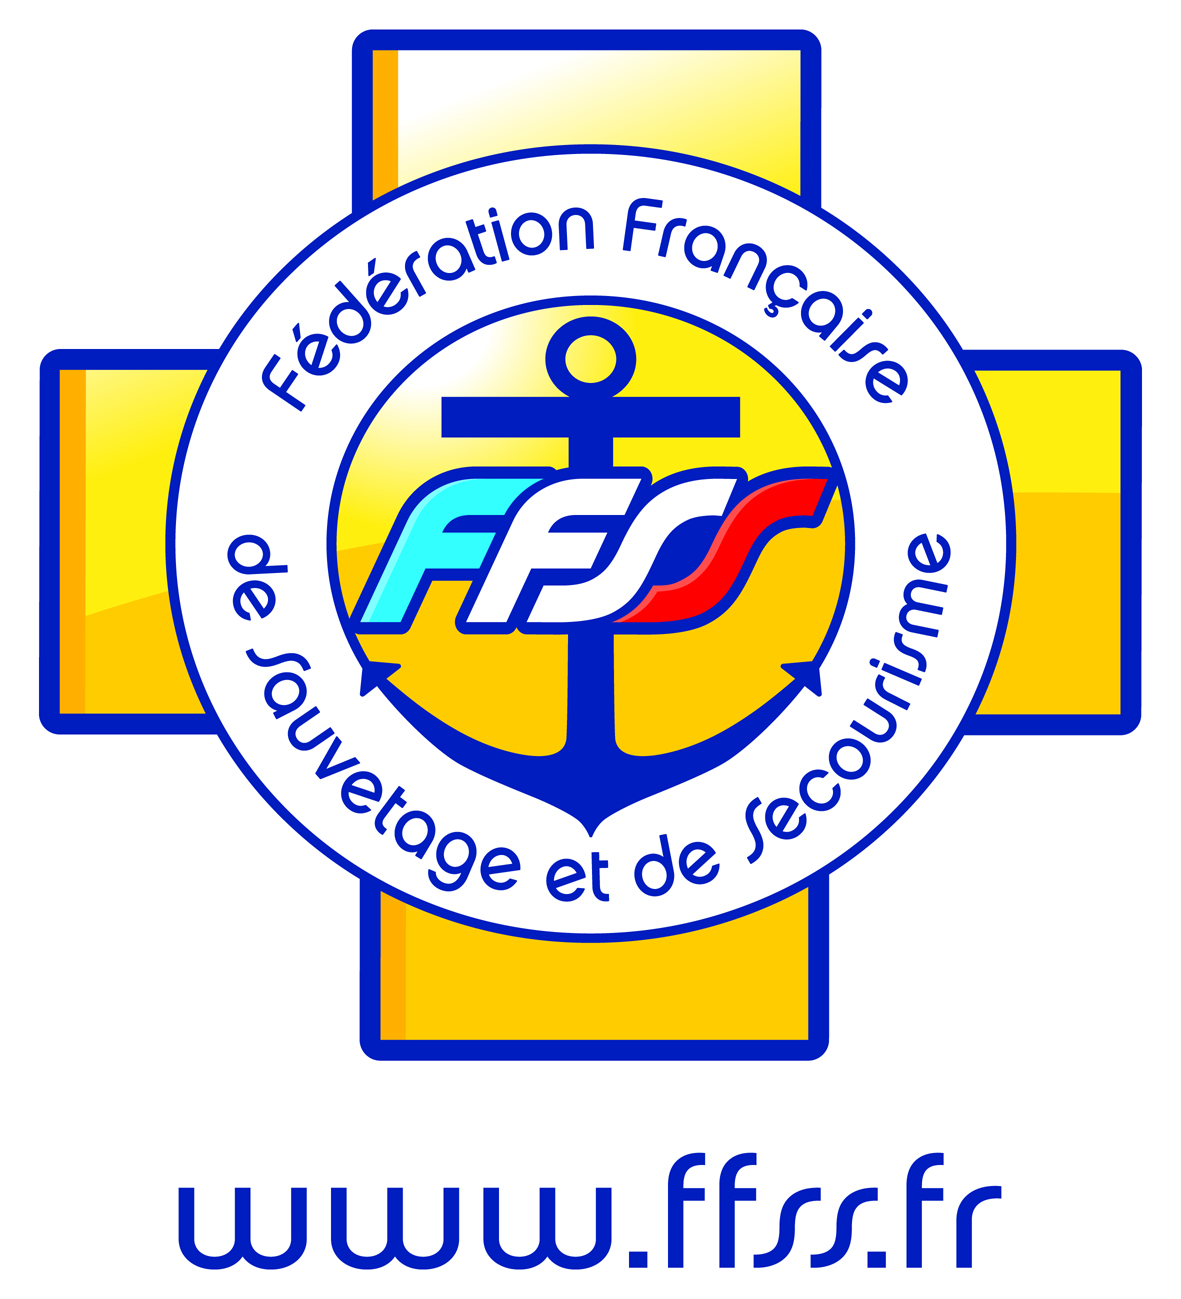 Fédération Française
FFSS
de Sauvetage et de Secourisme
www.ffss.fr